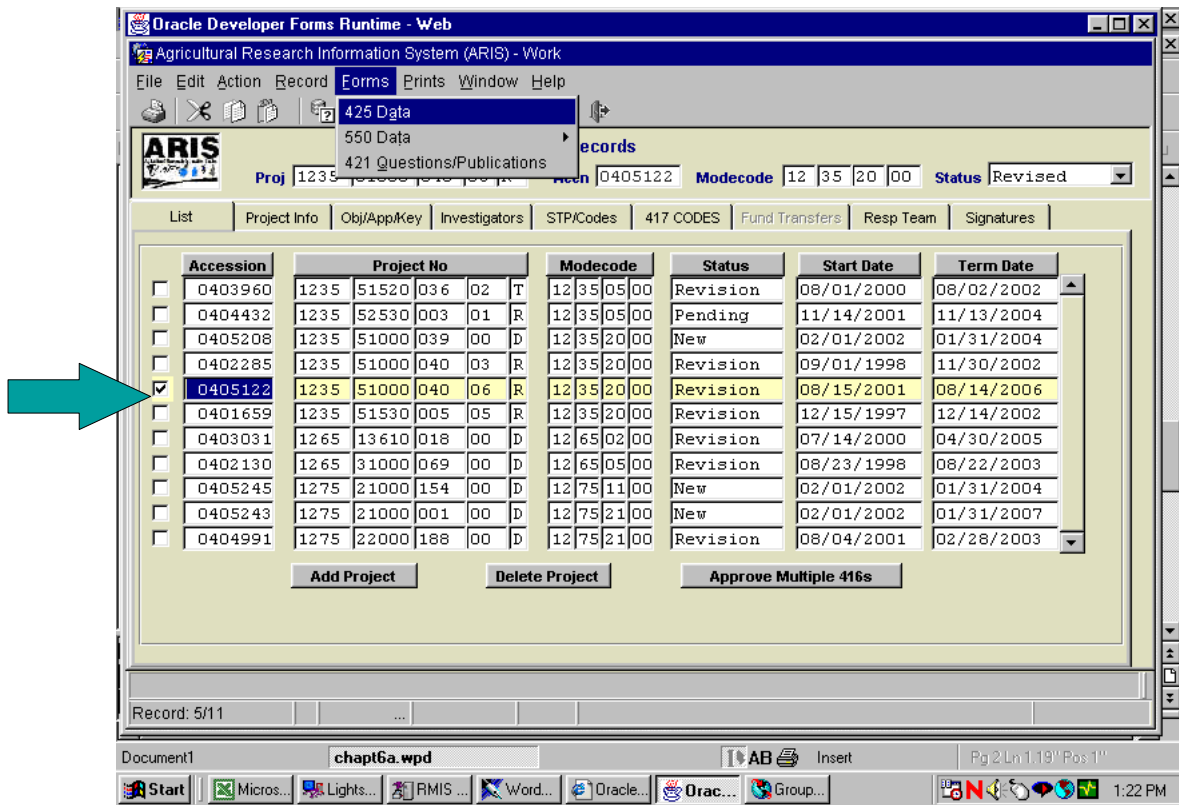 Oracle Developer Forms Runtime - Web
Agricultural Research Information System (ARIS) - Work
File Edit Action Record Forms Prints Window Help
425 Data
550 Data
421 Questions/Publications
ARIS
ecords
Proj 1235 Accn 0405122 Modecode 12 35 20 00 Status Revised
List Project Info Obj/App/Key Investigators STP/Codes 417 CODES Fund Transfers Resp Team Signatures
Accession Project No Modecode Status Start Date Term Date
0403960 1235 51520 036 02 T 12 35 05 00 Revision 08/01/2000 08/02/2002
0404432 1235 52530 003 01 R 12 35 05 00 Pending 11/14/2001 11/13/2004
0405208 1235 51000 039 00 D 12 35 20 00 New 02/01/2002 01/31/2004
0402285 1235 51000 040 03 R 12 35 20 00 Revision 09/01/1998 11/30/2002
0405122 1235 51000 040 06 R 12 35 20 00 Revision 08/15/2001 08/14/2006
0401659 1235 51530 005 05 R 12 35 20 00 Revision 12/15/1997 12/14/2002
0403031 1265 13610 018 00 D 12 65 02 00 Revision 07/14/2000 04/30/2005
0402130 1265 31000 069 00 D 12 65 05 00 Revision 08/23/1998 08/22/2003
0405245 1275 21000 154 00 D 12 75 11 00 New 02/01/2002 01/31/2004
0405243 1275 21000 001 00 D 12 75 21 00 New 02/01/2002 01/31/2007
0404991 1275 22000 188 00 D 12 75 21 00 Revision 08/04/2001 02/28/2003
Add Project Delete Project Approve Multiple 416s
Record: 5/11 ...
Document1 chapt6a.wpd AB Insert Pg 2 Ln 1.19" Pos 1"
Start Micros... Lights... RMIS ... Word... Oracle... Orac... Group... N 1:22 PM